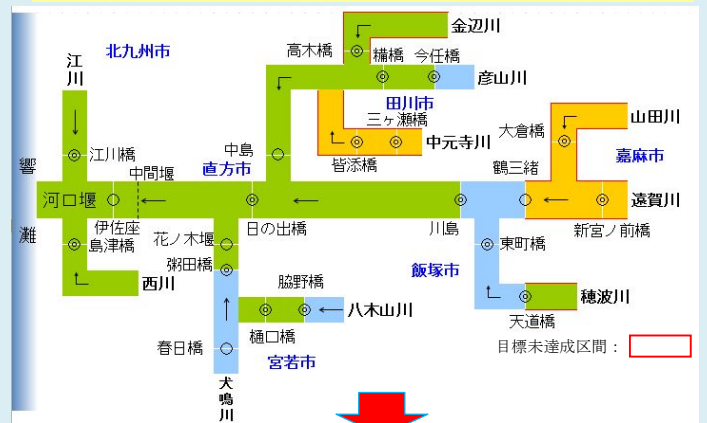 金辺川
江川
北九州市
高木橋
橋橋
今任橋
彦山川
田川市
三ヶ瀬橋
大倉橋
山田川
江川橋
中間堰
中島
直方市
皆添橋
中元寺川
鶴三緒
嘉麻市
響灘
河口堰
伊佐座
日の出橋
川島
新宮ノ前橋
遠賀川
島津橋
花ノ木堰
粥田橋
東町橋
西川
脇野橋
飯塚市
八木山川
穂波川
天道橋
樋口橋
春日橋
宮若市
目標未達成区間：
犬鳴川